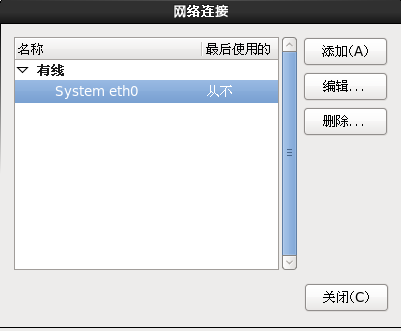 网络连接
名称 最后使用的
有线
System eth0 从不
添加(A)
编辑...
删除...
关闭(C)